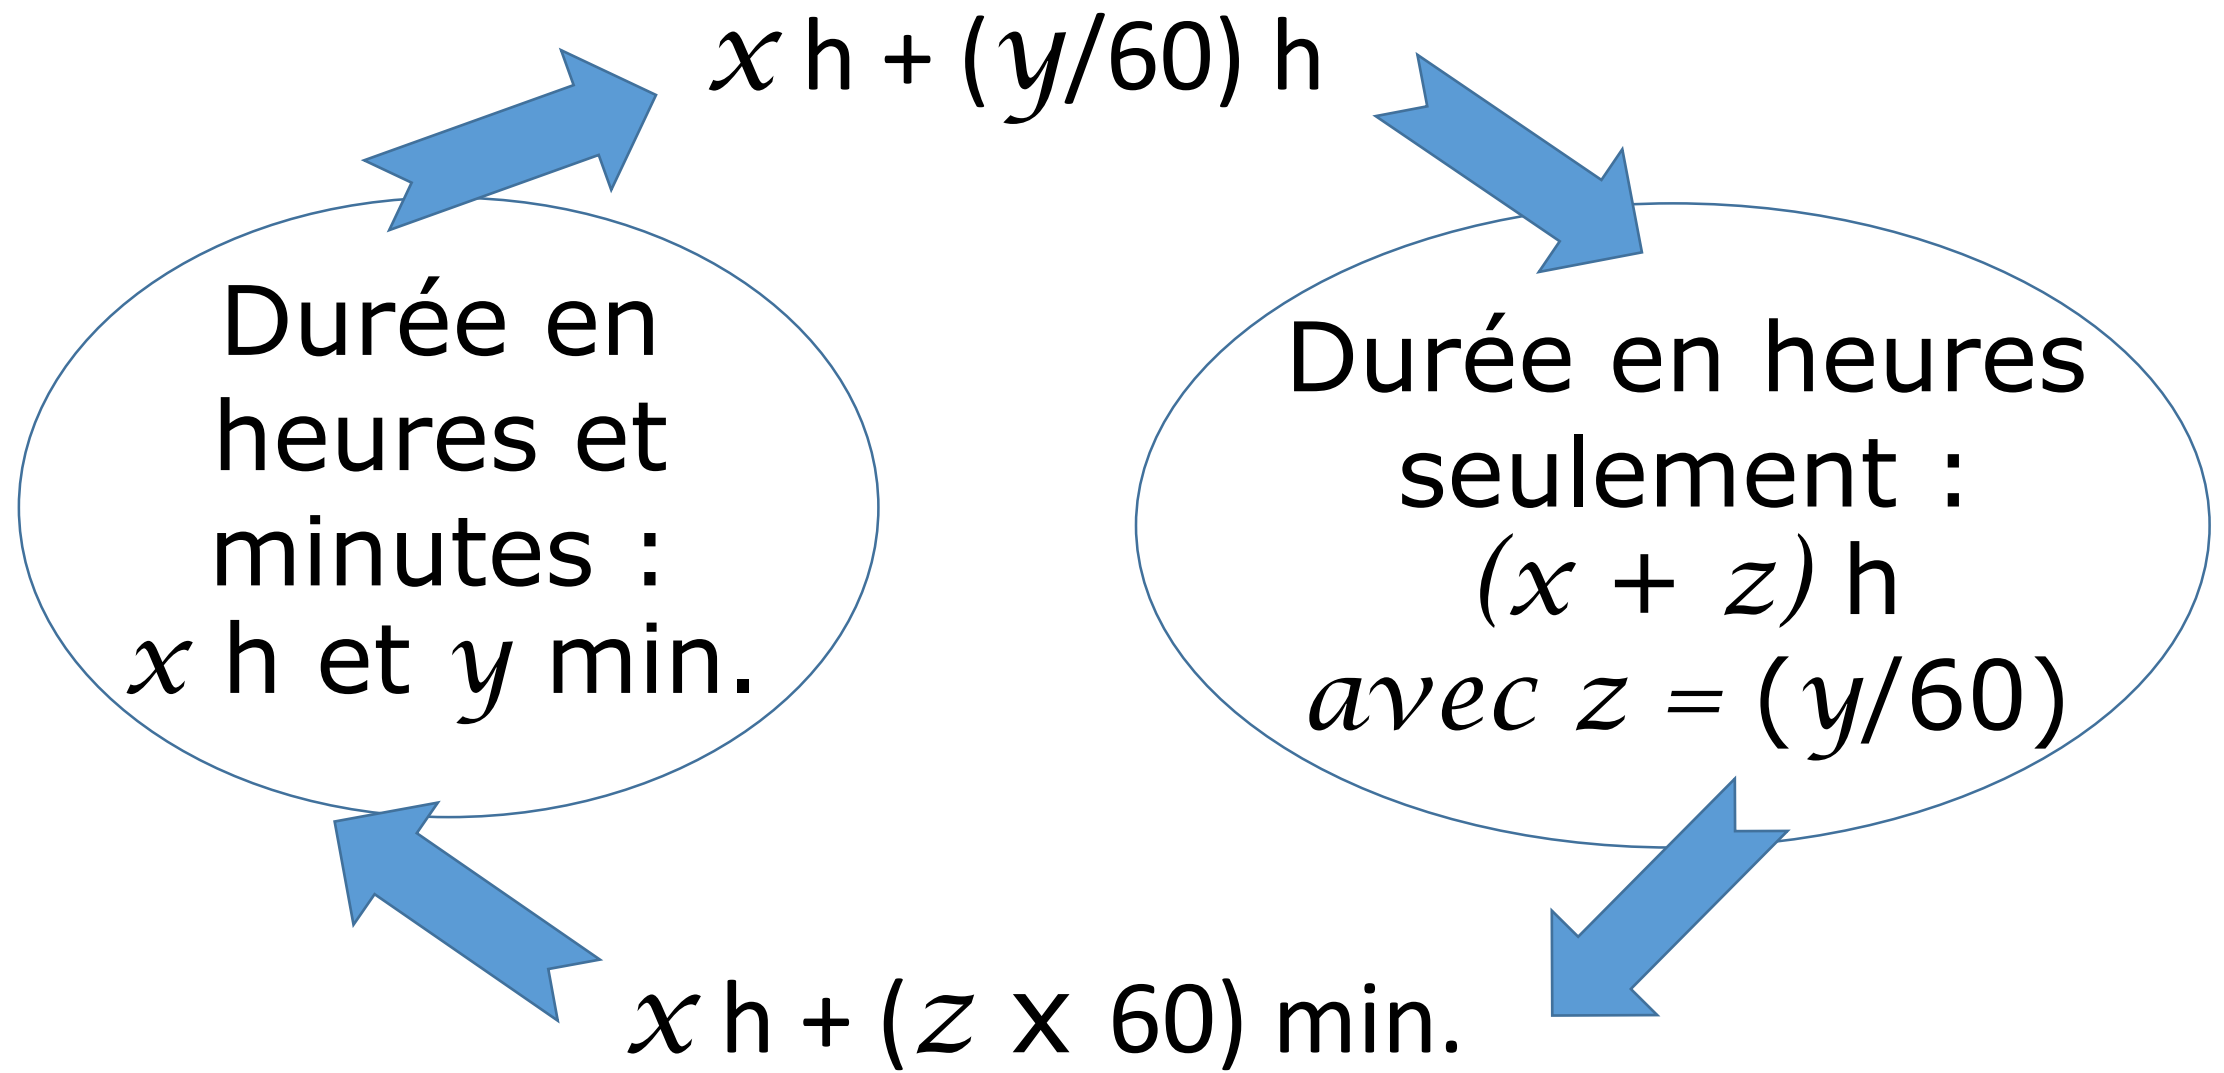 x h + (y/60) h
Durée en
heures et
minutes :
x h et y min.
Durée en heures
seulement :
(x + z) h
avec z = (y/60)
x h + (z x 60) min.